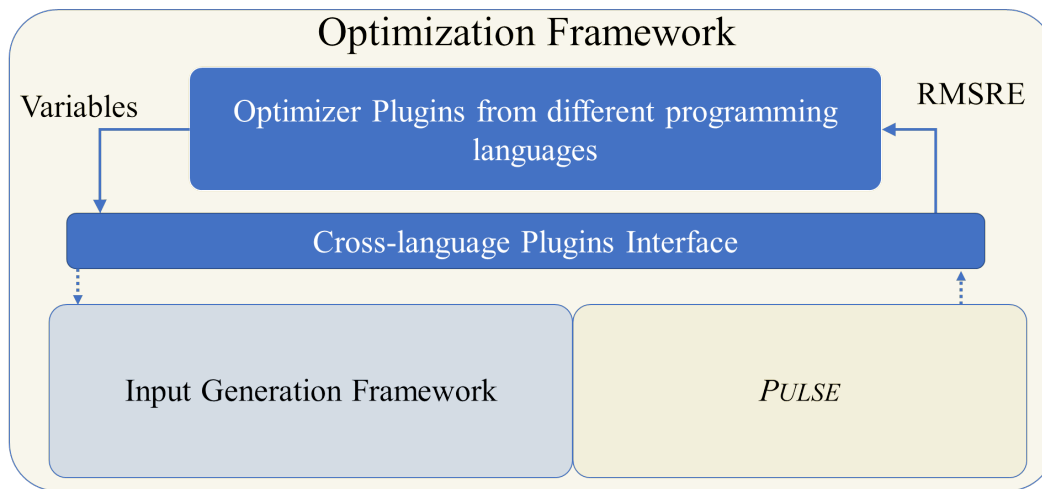 Optimization Framework
Variables
RMSRE
Optimizer Plugins from different programming
languages
Cross-language Plugins Interface
Input Generation Framework
PULSE